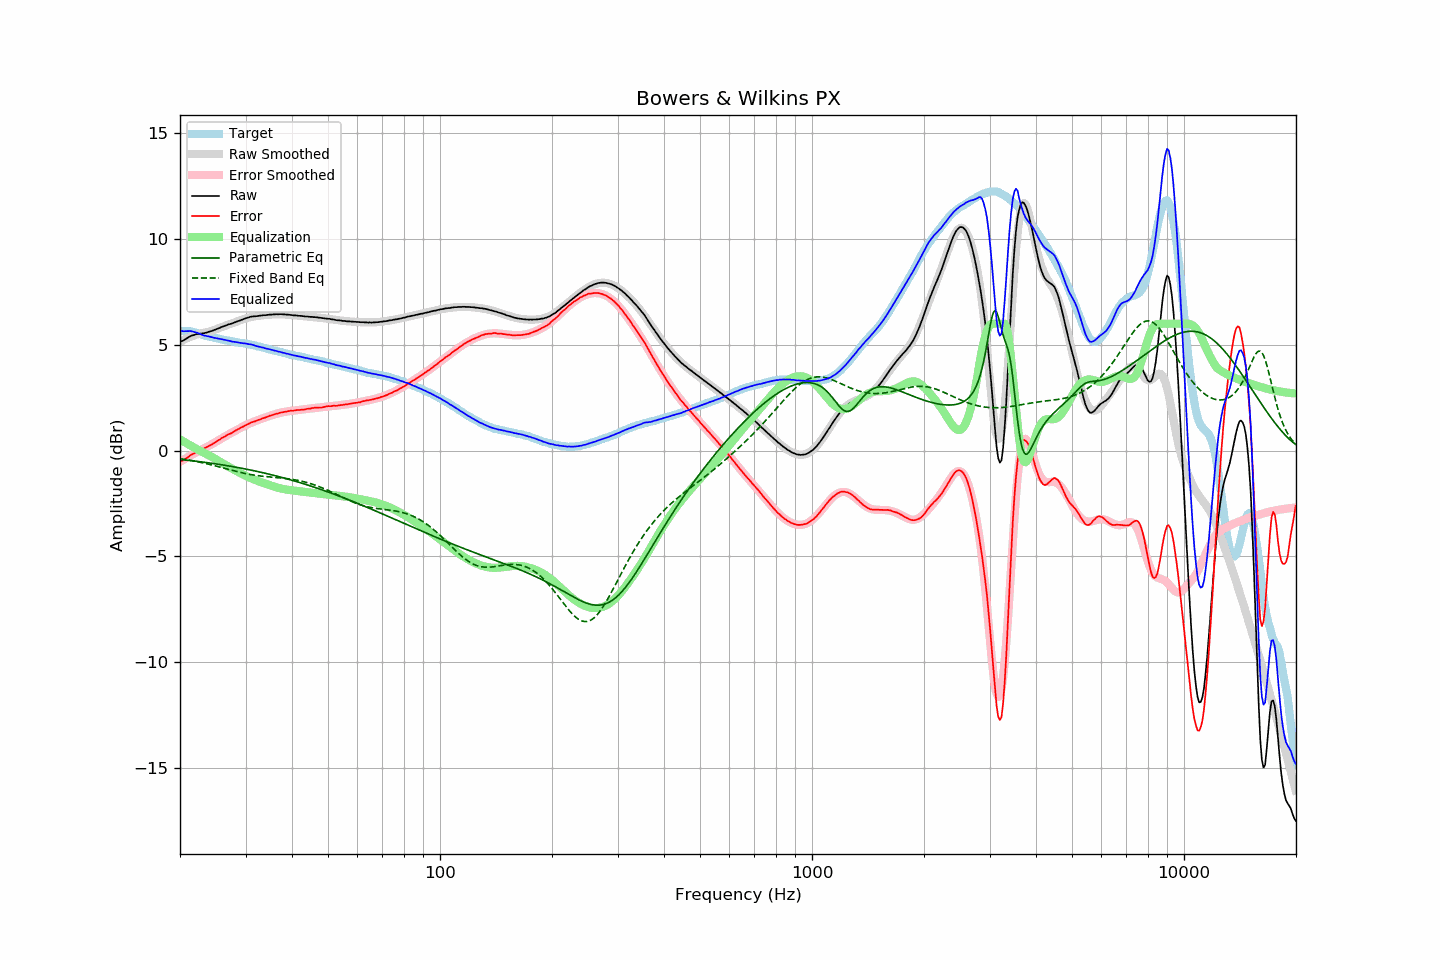 Bowers & Wilkins PX
15
10
5
0
−5
−10
−15
Amplitude (dBr)
Target
Raw Smoothed
Error Smoothed
Raw
Error
Equalization
Parametric Eq
Fixed Band Eq
Equalized
100
1000
10000
Frequency (Hz)